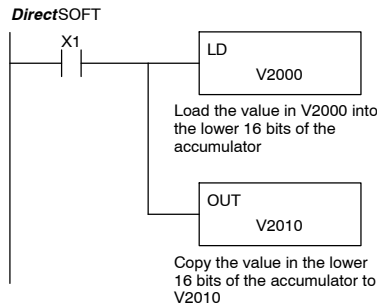 DirectSOFT
X1
LD
V2000
Load the value in V2000 into
the lower 16 bits of the
accumulator
OUT
V2010
Copy the value in the lower
16 bits of the accumulator to
V2010